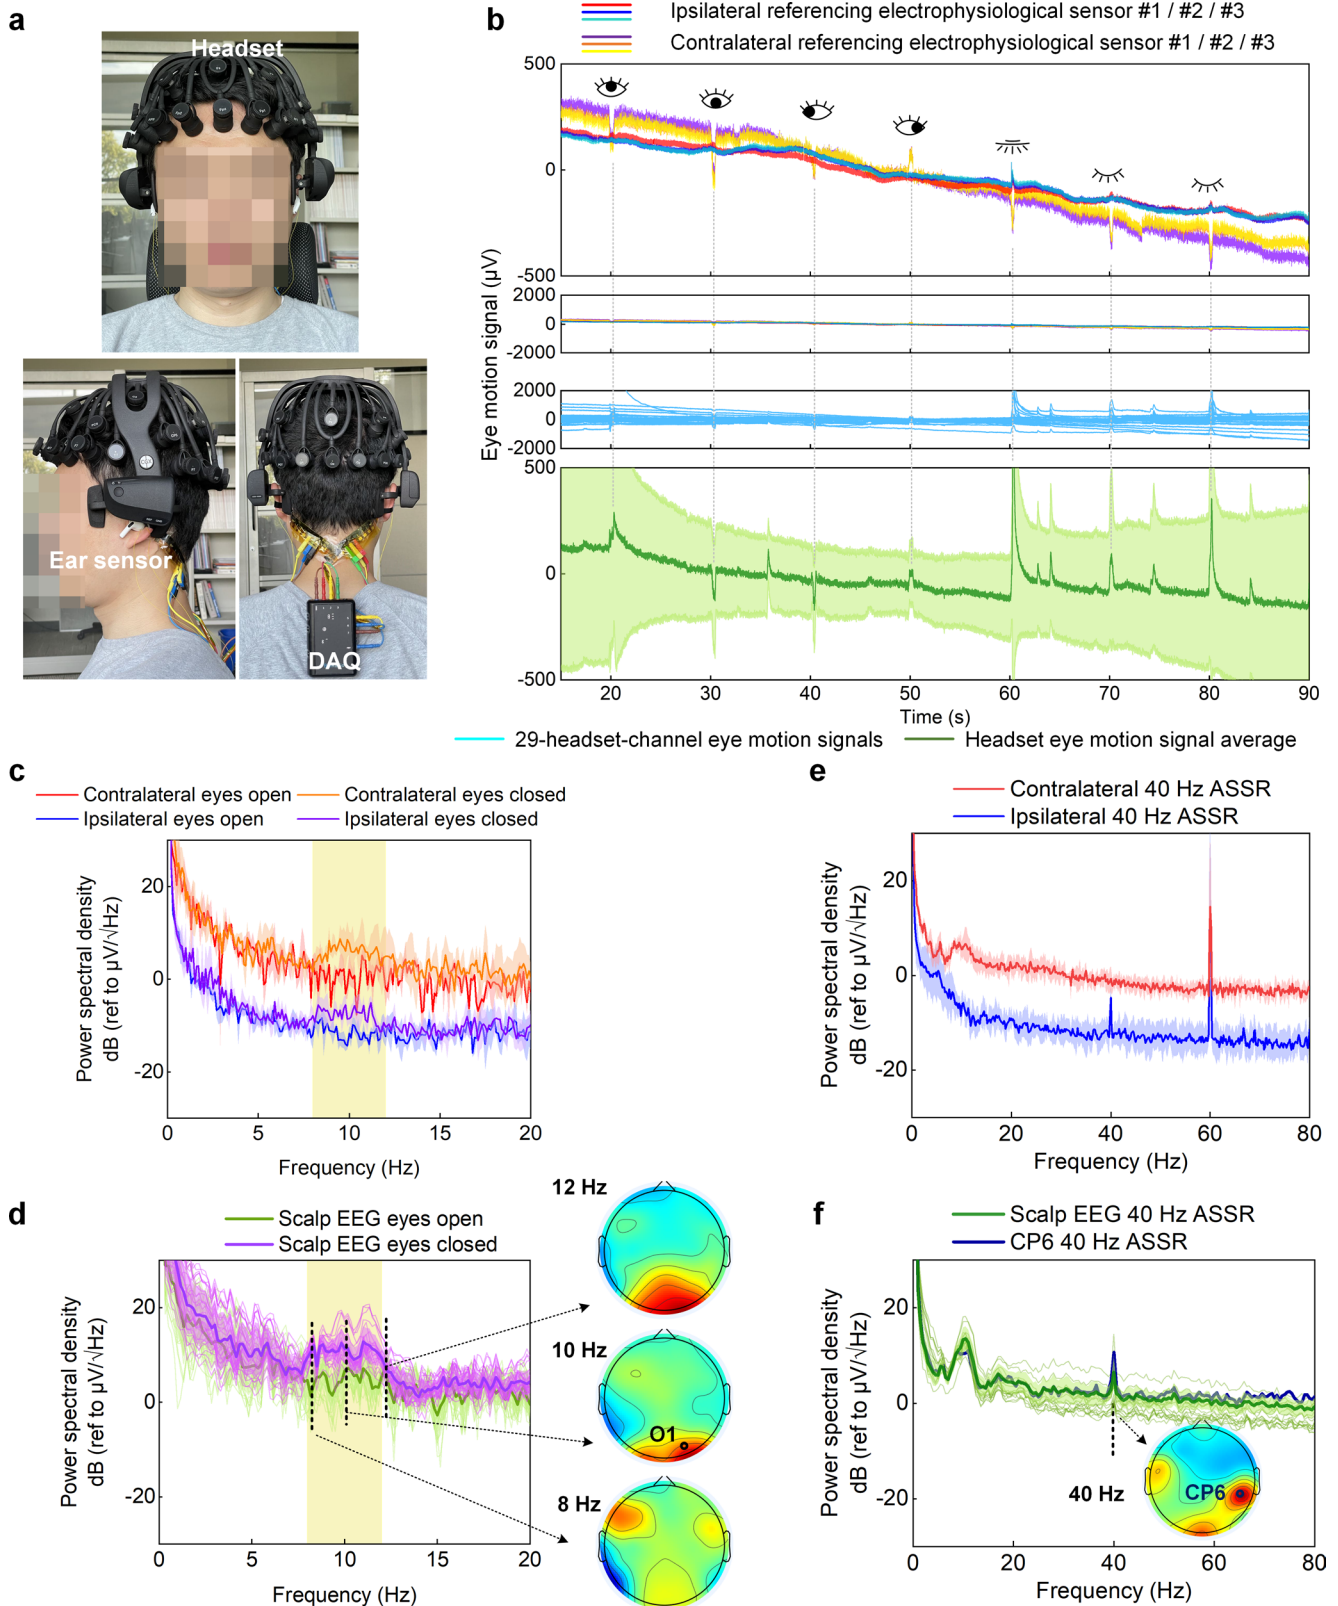 a
Headset
Ear sensor
DAQ
b
Ipsilateral referencing electrophysiological sensor #1 / #2 / #3
Contralateral referencing electrophysiological sensor #1 / #2 / #3
Eye motion signal (µV)
500
0
-500
2000
0
-2000
2000
0
-2000
500
0
-500
20 30 40 50 60 70 80 90
Time (s)
29-headset-channel eye motion signals
Headset eye motion signal average
c
Contralateral eyes open
Contralateral eyes closed
Ipsilateral eyes open
Ipsilateral eyes closed
Power spectral density
dB (ref to µV/√Hz)
20
0
-20
0 5 10 15 20
Frequency (Hz)
e
Contralateral 40 Hz ASSR
Ipsilateral 40 Hz ASSR
Power spectral density
dB (ref to µV/√Hz)
20
0
-20
0 20 40 60 80
Frequency (Hz)
d
Scalp EEG eyes open
Scalp EEG eyes closed
Power spectral density
dB (ref to µV/√Hz)
20
0
-20
0 5 10 15 20
Frequency (Hz)
12 Hz
10 Hz
O1
8 Hz
f
Scalp EEG 40 Hz ASSR
CP6 40 Hz ASSR
Power spectral density
dB (ref to µV/√Hz)
20
0
-20
40 Hz
CP6
0 20 40 60 80
Frequency (Hz)